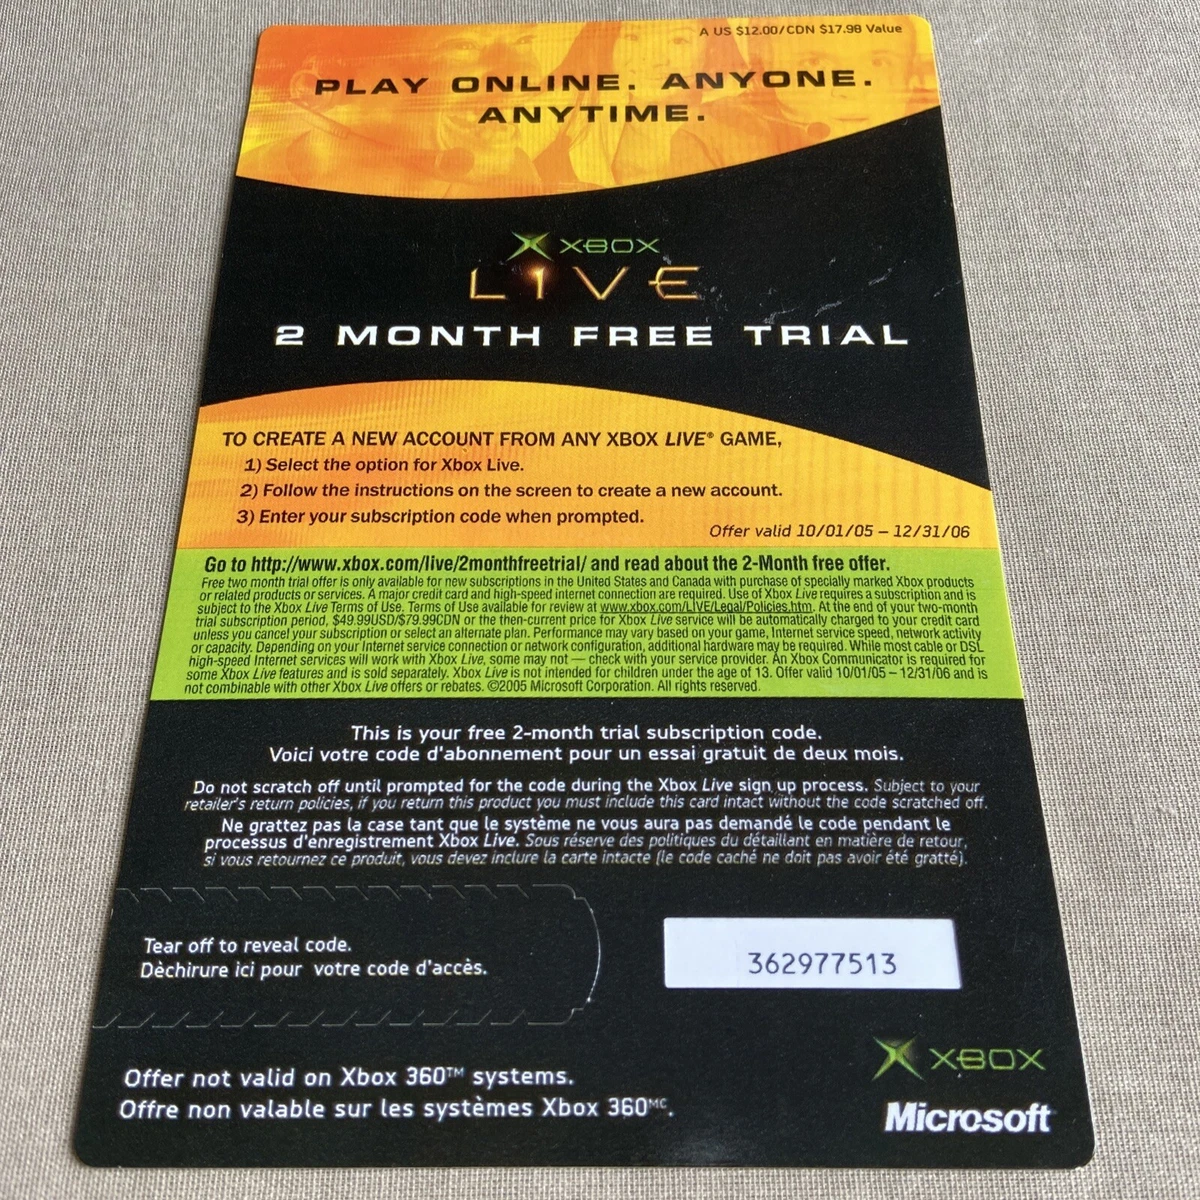 A US $12.00/CDN $17.98 Value
PLAY ONLINE. ANYONE.
ANYTIME.
XBOX
LIVE
2 MONTH FREE TRIAL
TO CREATE A NEW ACCOUNT FROM ANY XBOX LIVE® GAME,
1) Select the option for Xbox Live.
2) Follow the instructions on the screen to create a new account.
3) Enter your subscription code when prompted.
Offer valid 10/01/05 – 12/31/06
Go to http://www.xbox.com/live/2monthfreetrial/ and read about the 2-Month free offer.
Free two month trial offer is only available for new subscriptions in the United States and Canada with purchase of specially marked Xbox products
or related products or services. A major credit card and high-speed internet connection are required. Use of Xbox Live requires a subscription and is
subject to the Xbox Live Terms of Use. Terms of Use available for review at www.xbox.com/LIVE/Legal/Policies.htm. At the end of your two-month
trial subscription period, $49.99USD/$79.99CDN or the then-current price for Xbox Live service will be automatically charged to your credit card
unless you cancel your subscription or select an alternate plan. Performance may vary based on your game, Internet service speed, network activity
or capacity. Depending on your Internet service connection or network configuration, additional hardware may be required. While most cable or DSL
high-speed Internet services will work with Xbox Live, some may not — check with your service provider. An Xbox Communicator is required for
some Xbox Live features and is sold separately. Xbox Live is not intended for children under the age of 13. Offer valid 10/01/05 – 12/31/06 and is
not combinable with other Xbox Live offers or rebates. ©2005 Microsoft Corporation. All rights reserved.
This is your free 2-month trial subscription code.
Voici votre code d'abonnement pour un essai gratuit de deux mois.
Do not scratch off until prompted for the code during the Xbox Live sign up process. Subject to your
retailer's return policies, if you return this product you must include this card intact without the code scratched off.
Ne grattez pas la case tant que le système ne vous aura pas demandé le code pendant le
processus d'enregistrement Xbox Live. Sous réserve des politiques du détaillant en matière de retour,
si vous retournez ce produit, vous devez inclure la carte intacte (le code caché ne doit pas avoir été gratté).
Tear off to reveal code.
Dèchirure ici pour votre code d'accès.
362977513
XBOX
Offer not valid on Xbox 360™ systems.
Offre non valable sur les systèmes Xbox 360MC.
Microsoft